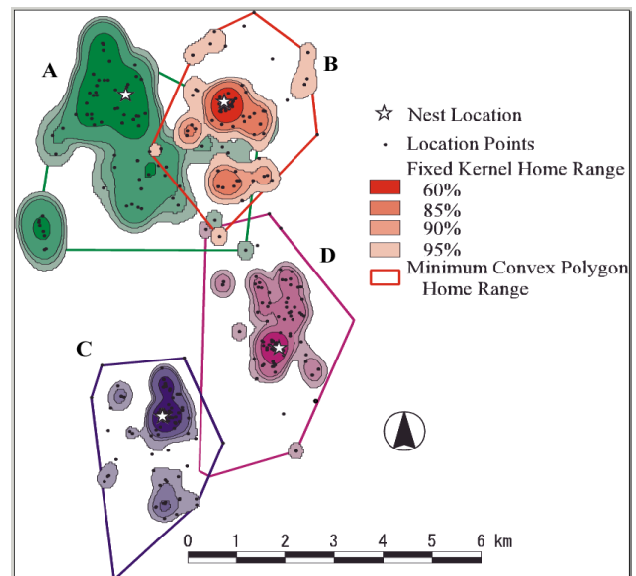 A
B
Nest Location
Location Points
Fixed Kernel Home Range
60%
85%
90%
95%
Minimum Convex Polygon
Home Range
D
C
0 1 2 3 4 5 6 km